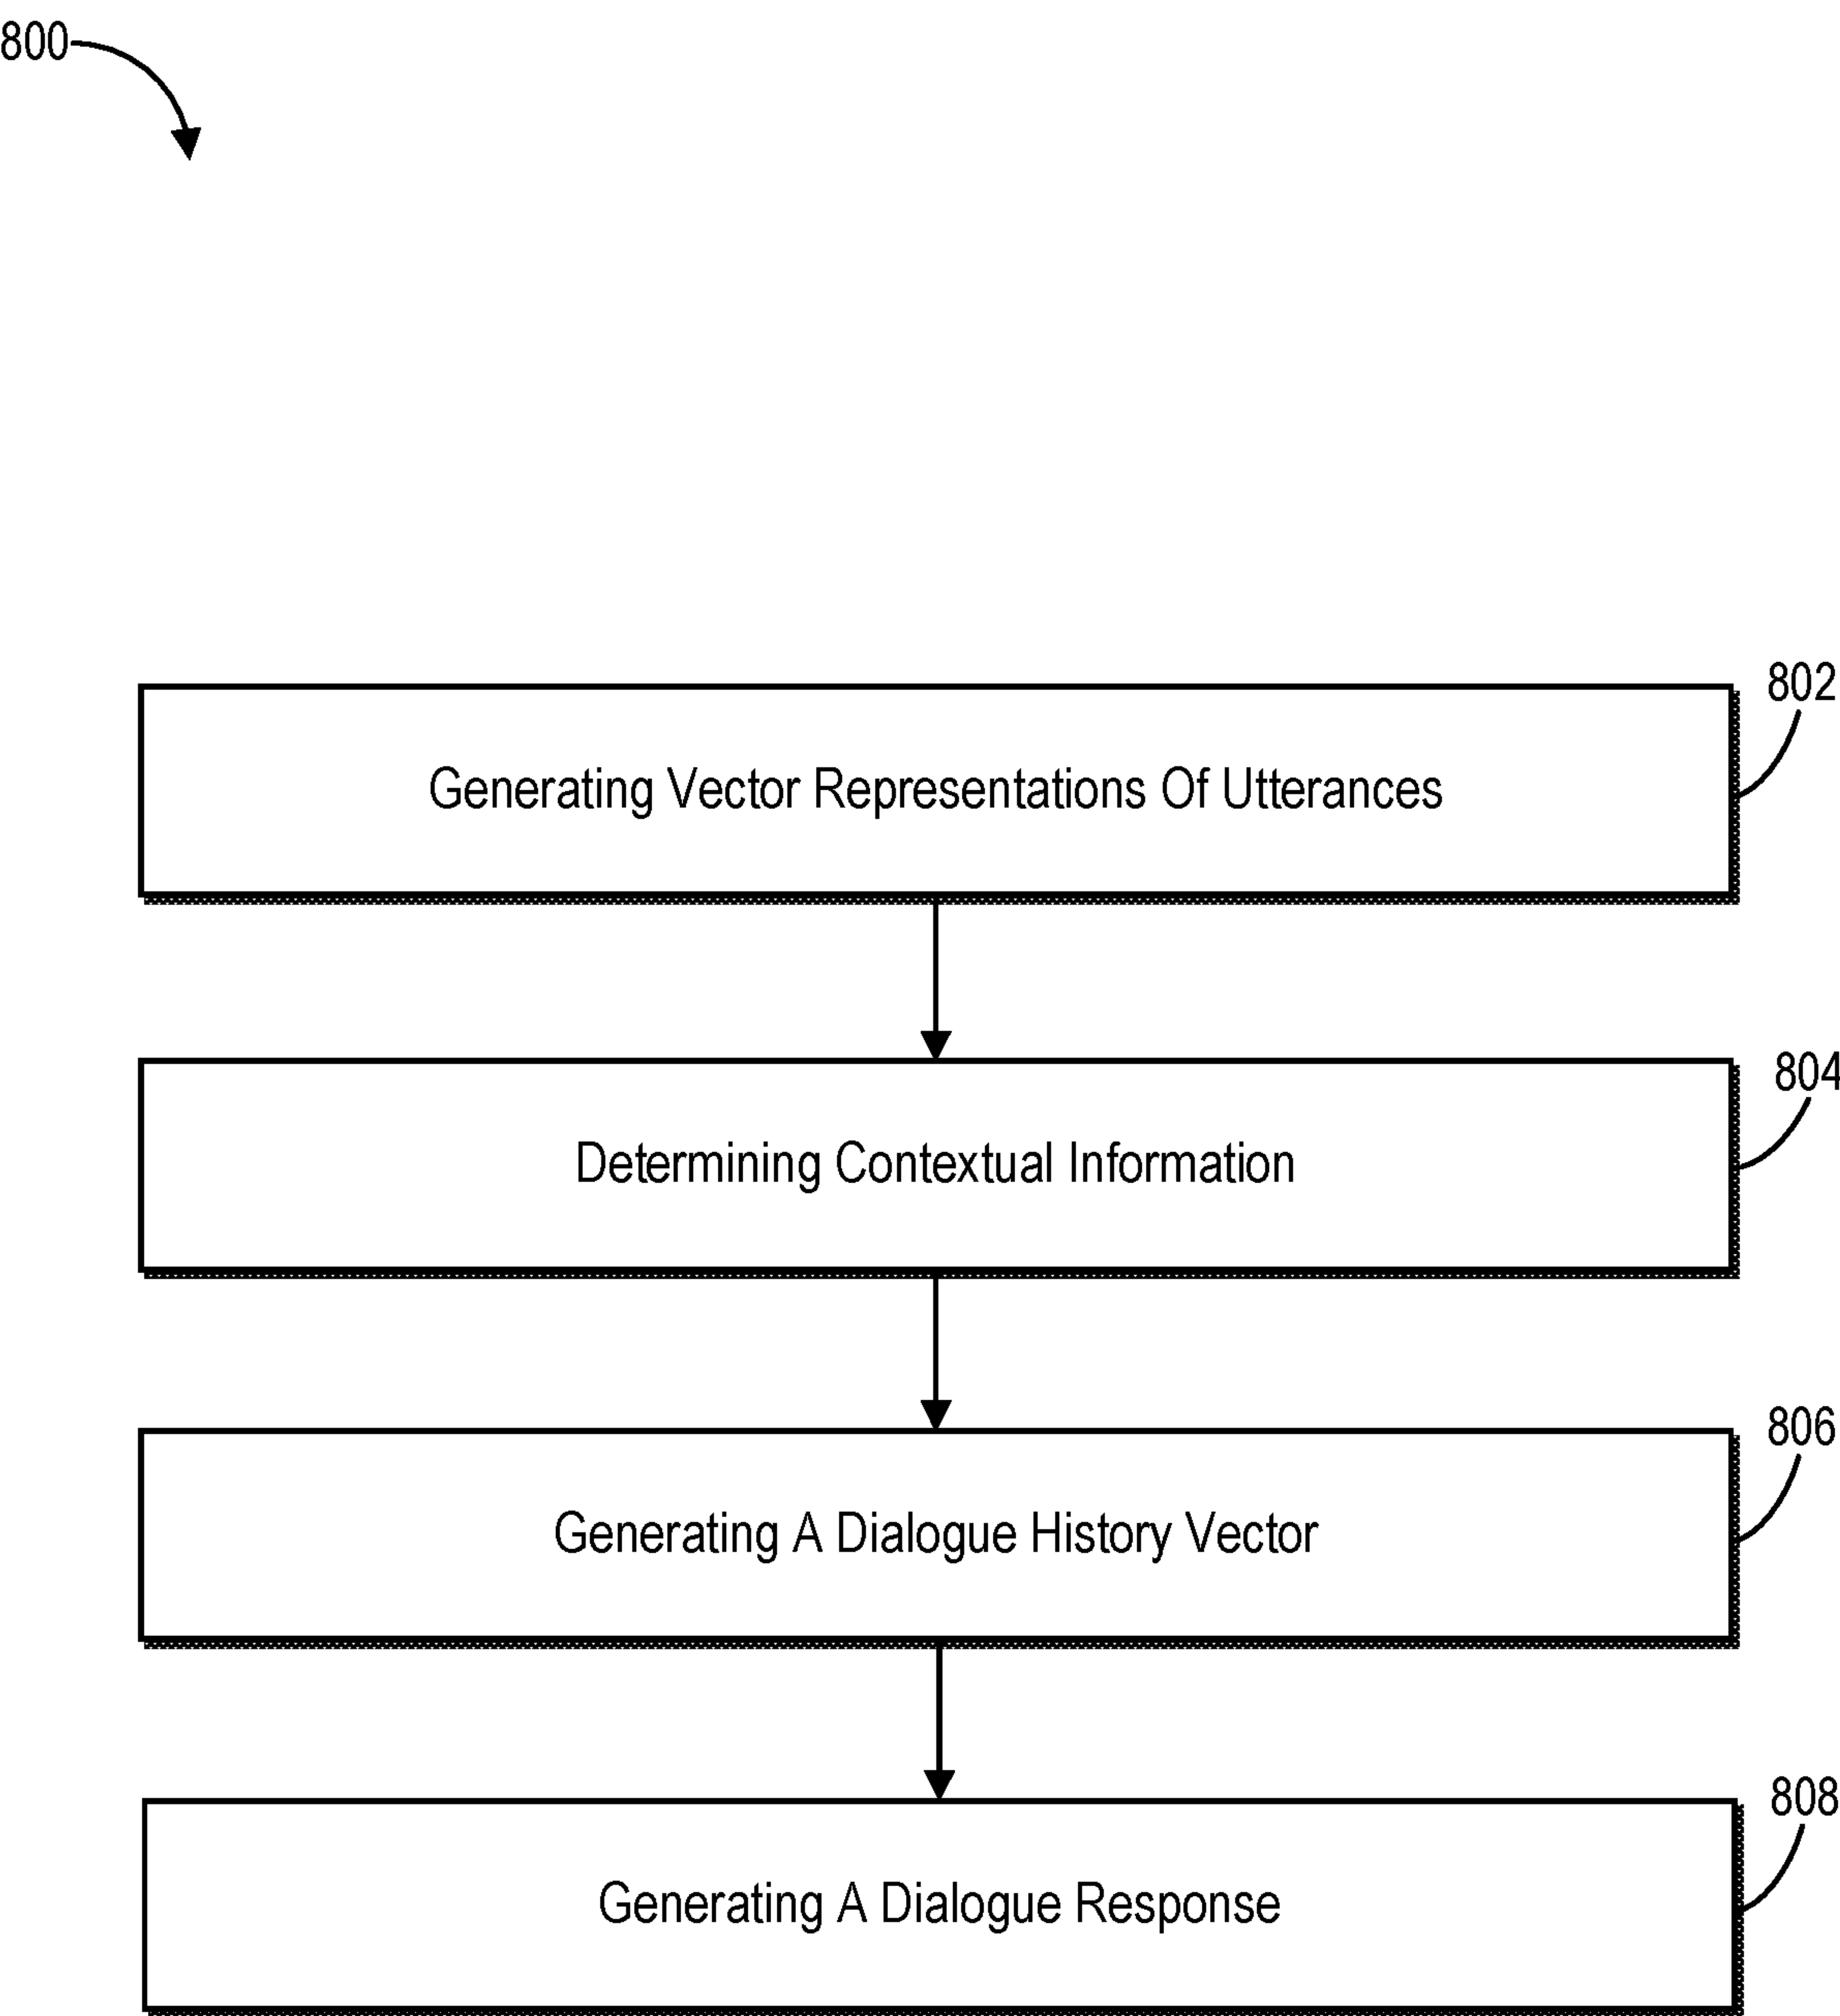 800
802
Generating Vector Representations Of Utterances
804
Determining Contextual Information
806
Generating A Dialogue History Vector
808
Generating A Dialogue Response